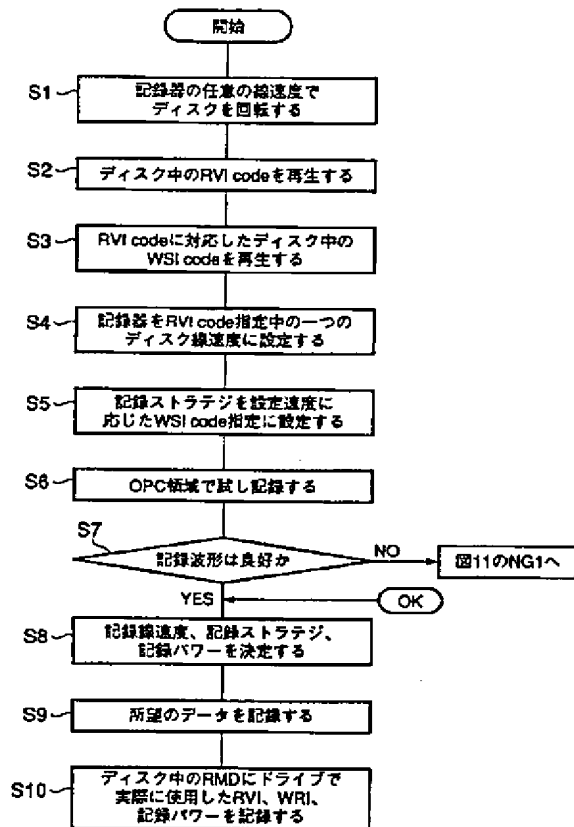 開始
S1
記録器の任意の線速度で
ディスクを回転する
S2
ディスク中のRVI codeを再生する
S3
RVI codeに対応したディスク中の
WSI codeを再生する
S4
記録器をRVI code指定中の一つの
ディスク線速度に設定する
S5
記録ストラテジを設定速度に
応じたWSI code指定に設定する
S6
OPC領域で試し記録する
S7
記録波形は良好か
NO
図11のNG1へ
YES
OK
S8
記録線速度、記録ストラテジ、
記録パワーを決定する
S9
所望のデータを記録する
S10
ディスク中のRMDにドライブで
実際に使用したRVI、WRI、
記録パワーを記録する